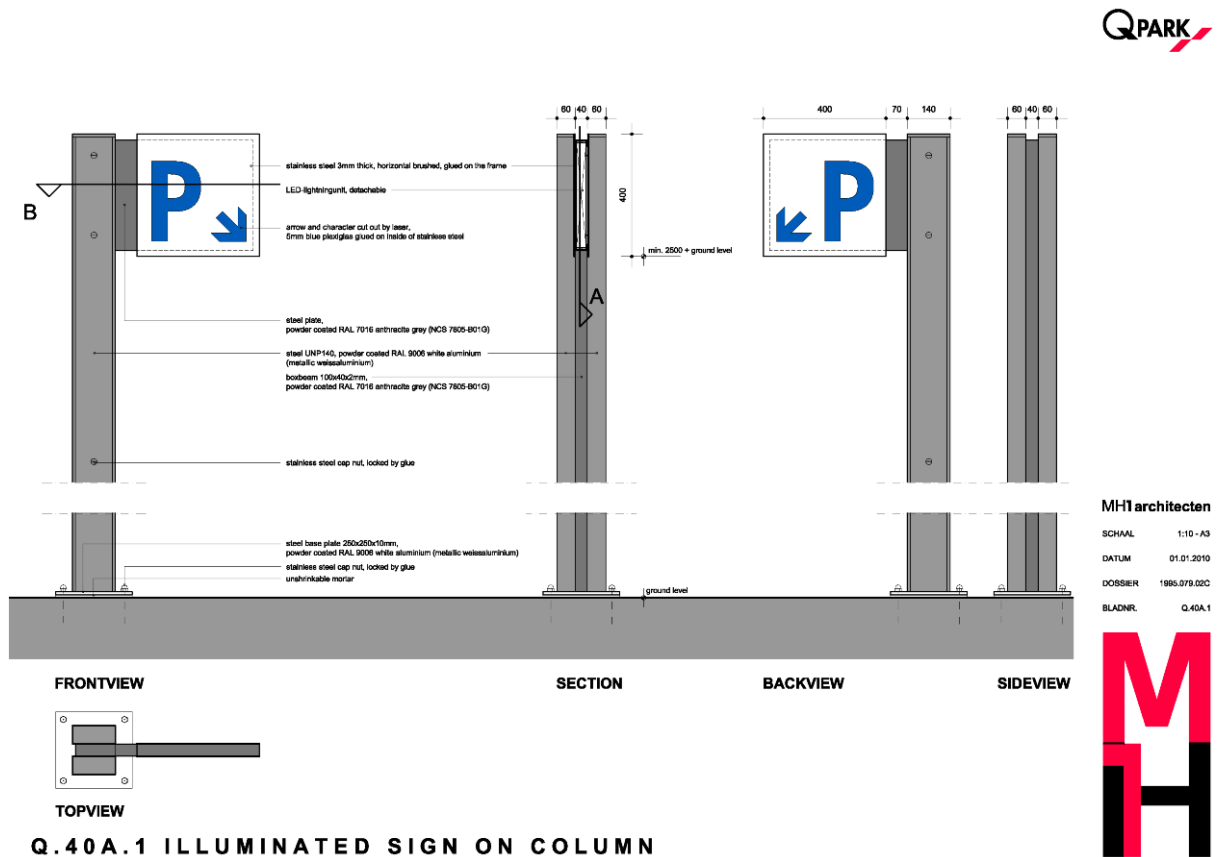 QPARK
60 40 60
400 70 140
60 40 60
P
P
stainless steel 3mm thick, horizontal brushed, glued on the frame
LED-lightningunit, detachable
B
400
arrow and character cut out by laser,
5mm blue plexiglas glued on inside of stainless steel
min. 2500 + ground level
A
steel plate,
powder coated RAL 7016 anthracite grey (NCS 7805-B01G)
steel UNP140, powder coated RAL 9006 white aluminium
(metallic weissaluminium)
boxbeam 100x40x2mm,
powder coated RAL 7016 anthracite grey (NCS 7805-B01G)
stainless steel cap nut, locked by glue
steel base plate 250x250x10mm,
powder coated RAL 9006 white aluminium (metallic weissaluminium)
stainless steel cap nut, locked by glue
unshrinkable mortar
ground level
MH1 architecten
SCHAAL 1:10 - A3
DATUM 01.01.2010
DOSSIER 1995.079.02C
BLADNR. Q.40A.1
FRONTVIEW
SECTION
BACKVIEW
SIDEVIEW
TOPVIEW
MH1
Q.40A.1 ILLUMINATED SIGN ON COLUMN